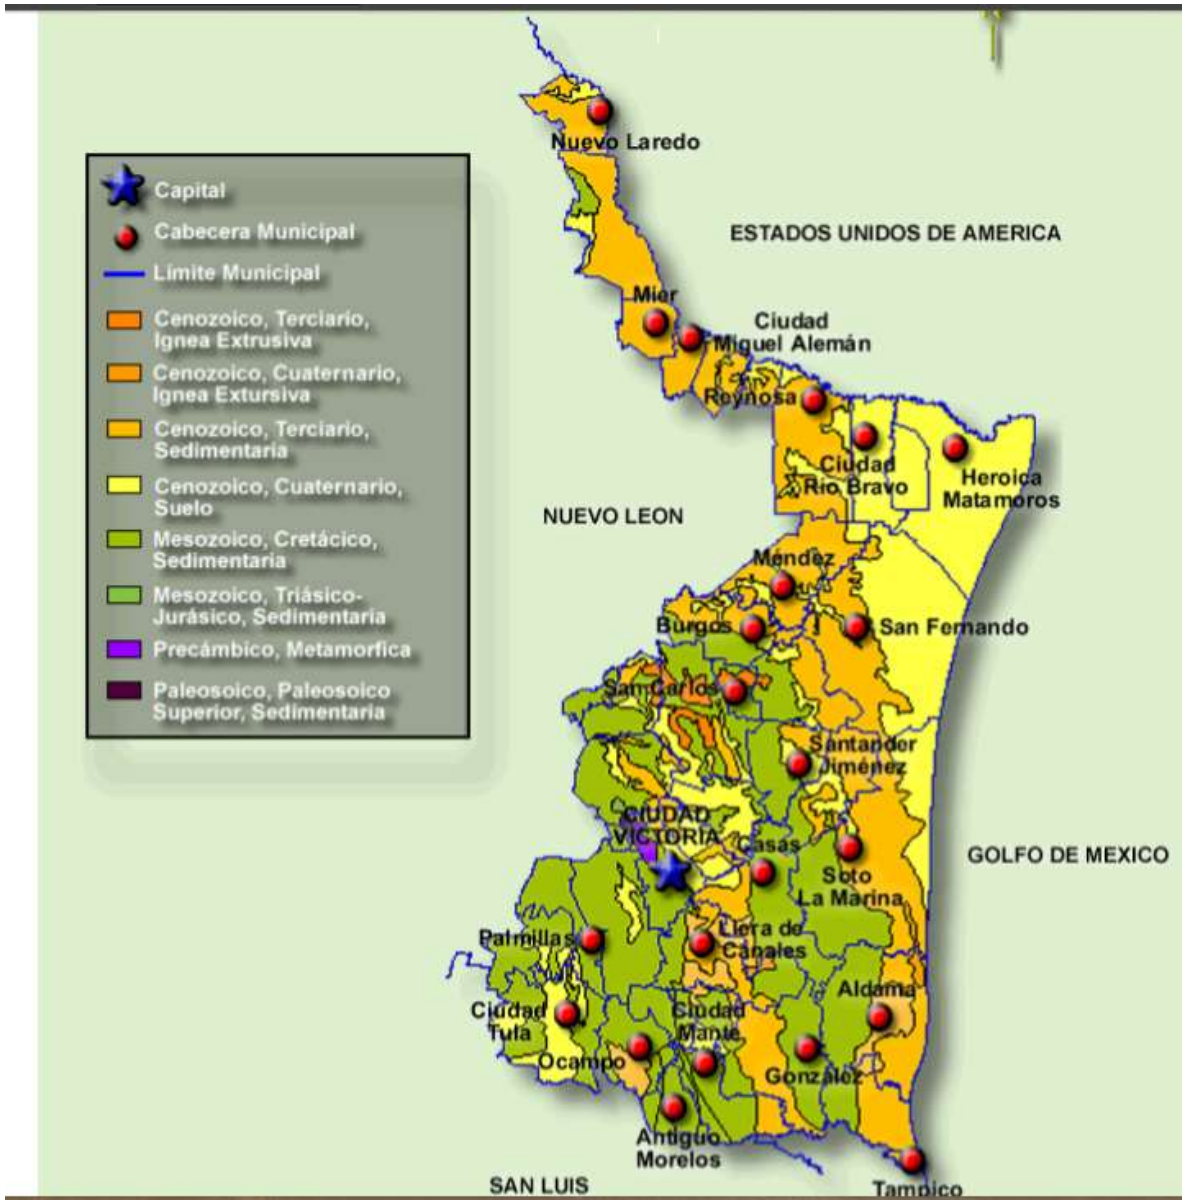 Capital
Cabecera Municipal
Límite Municipal
Cenozoico, Terciario,
Ignea Extrusiva
Cenozoico, Cuaternario,
Ignea Extursiva
Cenozoico, Terciario,
Sedimentaria
Cenozoico, Cuaternario,
Suelo
Mesozoico, Cretácico,
Sedimentaria
Mesozoico, Triásico-
Jurásico, Sedimentaria
Precámbico, Metamorfica
Paleosoico, Paleosoico
Superior, Sedimentaria
Nuevo Laredo
ESTADOS UNIDOS DE AMERICA
Mier
Ciudad
Miguel Alemán
Reynosa
Ciudad
Rio Bravo
Heroica
Matamoros
NUEVO LEON
Méndez
Burgos
San Fernando
San Carlos
Santander
Jiménez
CIUDAD
VICTORIA
Casas
Soto
La Marina
GOLFO DE MEXICO
Palmillas
Llera de
Canales
Aldama
Ciudad
Tula
Ciudad
Mante
Ocampo
González
Antiguo
Morelos
SAN LUIS
Tampico